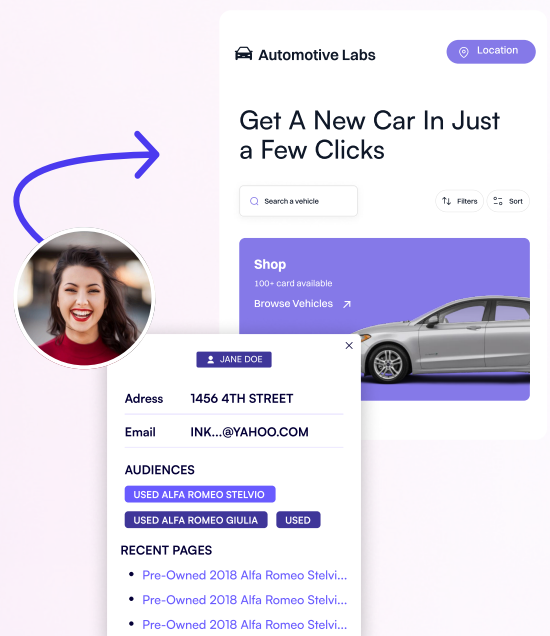 Automotive Labs
Location
Get A New Car In Just
a Few Clicks
Search a vehicle
Filters
Sort
Shop
100+ card available
Browse Vehicles
JANE DOE
Adress 1456 4TH STREET
Email INK...@YAHOO.COM
AUDIENCES
USED ALFA ROMEO STELVIO
USED ALFA ROMEO GIULIA USED
RECENT PAGES
Pre-Owned 2018 Alfa Romeo Stelvi...
Pre-Owned 2018 Alfa Romeo Stelvi...
Pre-Owned 2018 Alfa Romeo Stelvi...